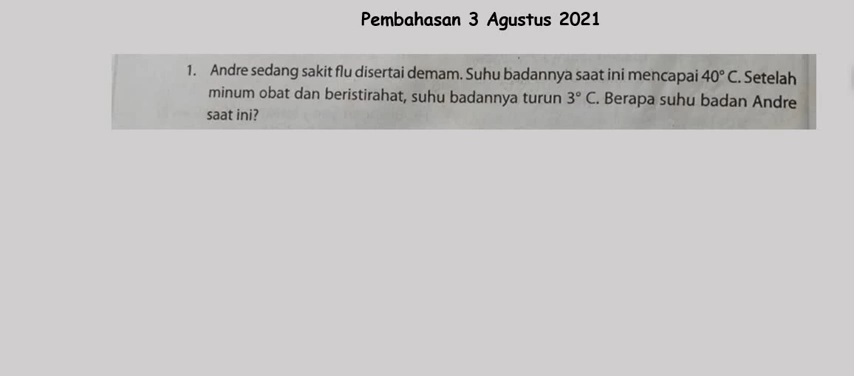 Pembahasan 3 Agustus 2021
1. Andre sedang sakit flu disertai demam. Suhu badannya saat ini mencapai 40° C. Setelah
minum obat dan beristirahat, suhu badannya turun 3° C. Berapa suhu badan Andre
saat ini?